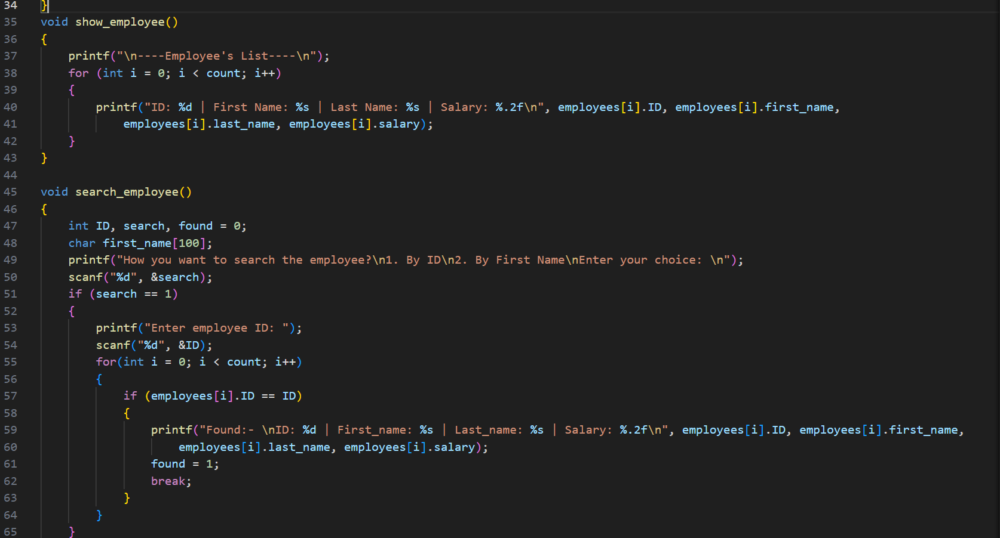 34 }
35 void show_employee()
36 {
37     printf("\n----Employee's List----\n");
38     for (int i = 0; i < count; i++)
39     {
40         printf("ID: %d | First Name: %s | Last Name: %s | Salary: %.2f\n", employees[i].ID, employees[i].first_name,
41             employees[i].last_name, employees[i].salary);
42     }
43 }
44
45 void search_employee()
46 {
47     int ID, search, found = 0;
48     char first_name[100];
49     printf("How you want to search the employee?\n1. By ID\n2. By First Name\nEnter your choice: \n");
50     scanf("%d", &search);
51     if (search == 1)
52     {
53         printf("Enter employee ID: ");
54         scanf("%d", &ID);
55         for(int i = 0; i < count; i++)
56         {
57             if (employees[i].ID == ID)
58             {
59                 printf("Found:- \nID: %d | First_name: %s | Last_name: %s | Salary: %.2f\n", employees[i].ID, employees[i].first_name,
60                     employees[i].last_name, employees[i].salary);
61                 found = 1;
62                 break;
63             }
64         }
65     }